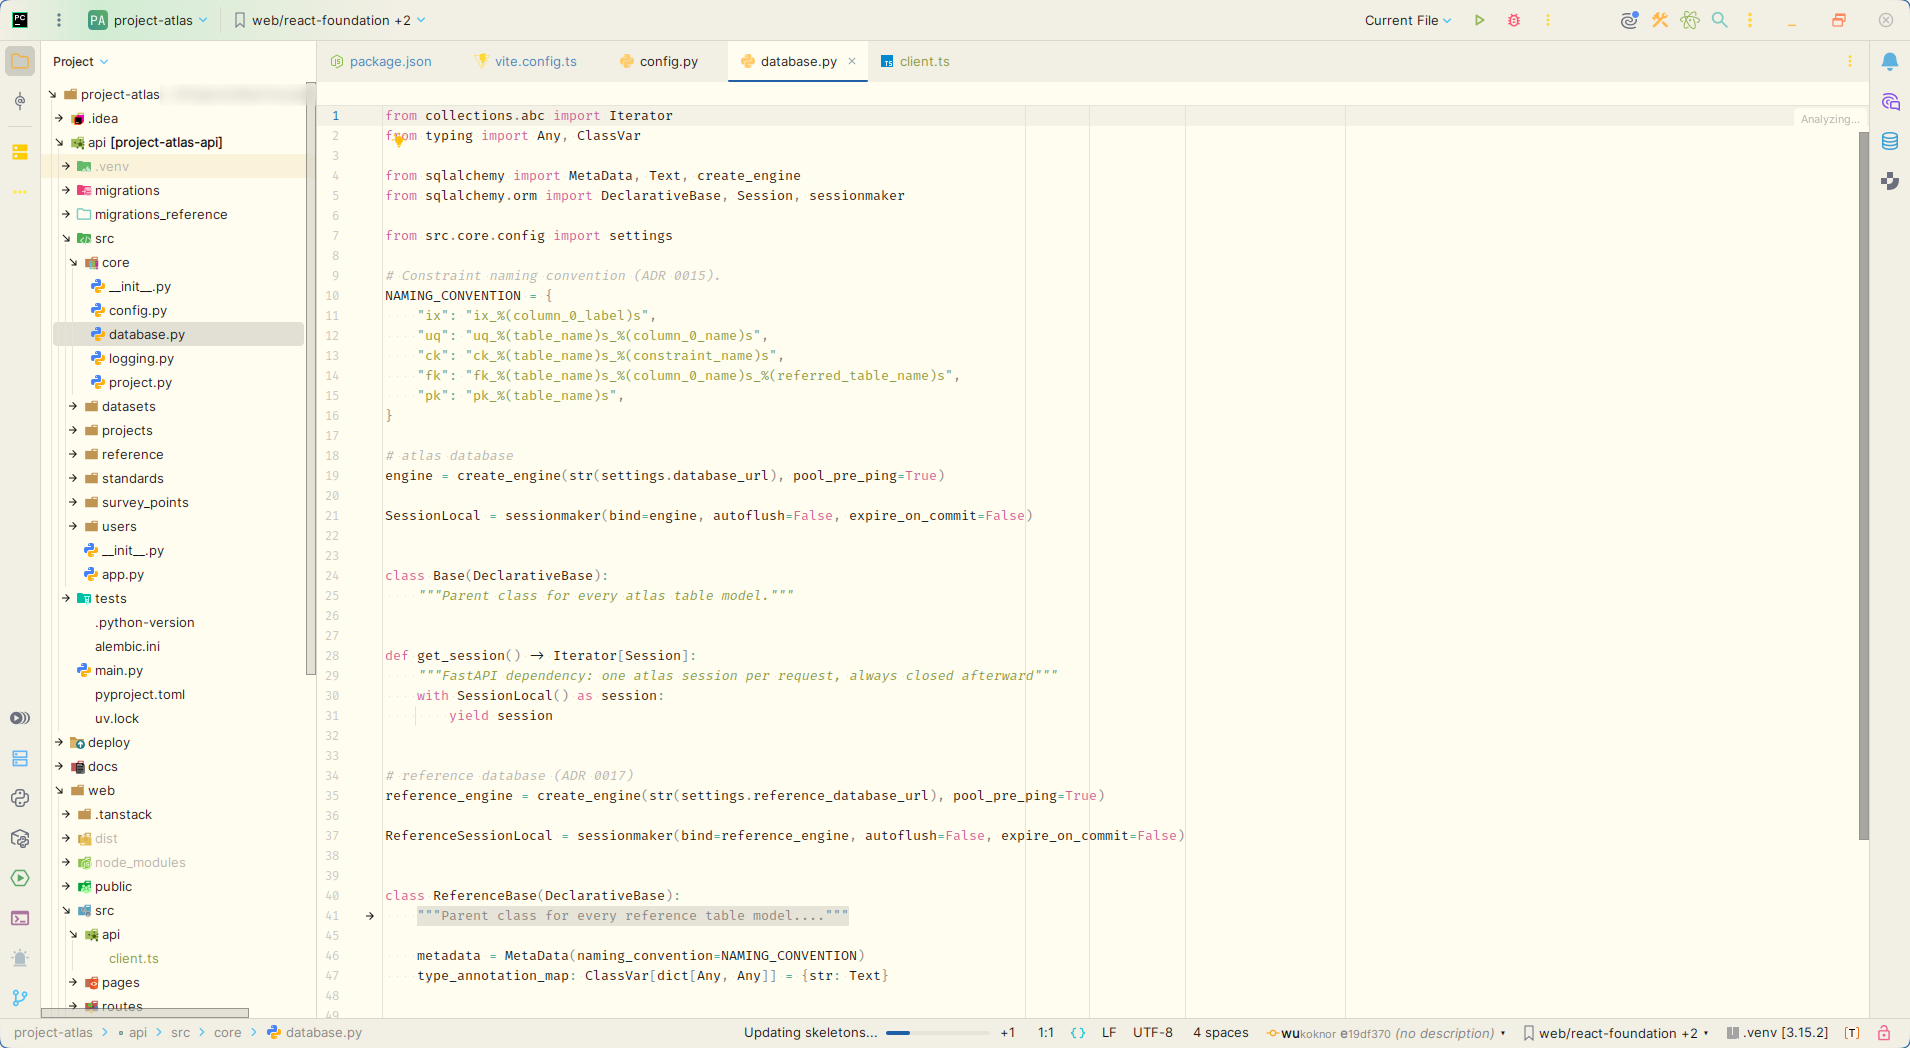 PC
PA project-atlas web/react-foundation +2 Current File
Project
package.json vite.config.ts config.py database.py client.ts
project-atlas
.idea
api [project-atlas-api]
.venv
migrations
migrations_reference
src
core
__init__.py
config.py
database.py
logging.py
project.py
datasets
projects
reference
standards
survey_points
users
__init__.py
app.py
tests
.python-version
alembic.ini
main.py
pyproject.toml
uv.lock
deploy
docs
web
.tanstack
dist
node_modules
public
src
api
client.ts
pages
routes
Analyzing...
1 from collections.abc import Iterator
2 from typing import Any, ClassVar
3
4 from sqlalchemy import MetaData, Text, create_engine
5 from sqlalchemy.orm import DeclarativeBase, Session, sessionmaker
6
7 from src.core.config import settings
8
9 # Constraint naming convention (ADR 0015).
10 NAMING_CONVENTION = {
11 "ix": "ix_%(column_0_label)s",
12 "uq": "uq_%(table_name)s_%(column_0_name)s",
13 "ck": "ck_%(table_name)s_%(constraint_name)s",
14 "fk": "fk_%(table_name)s_%(column_0_name)s_%(referred_table_name)s",
15 "pk": "pk_%(table_name)s",
16 }
17
18 # atlas database
19 engine = create_engine(str(settings.database_url), pool_pre_ping=True)
20
21 SessionLocal = sessionmaker(bind=engine, autoflush=False, expire_on_commit=False)
22
23
24 class Base(DeclarativeBase):
25 """Parent class for every atlas table model."""
26
27
28 def get_session() -> Iterator[Session]:
29 """FastAPI dependency: one atlas session per request, always closed afterward"""
30 with SessionLocal() as session:
31 yield session
32
33
34 # reference database (ADR 0017)
35 reference_engine = create_engine(str(settings.reference_database_url), pool_pre_ping=True)
36
37 ReferenceSessionLocal = sessionmaker(bind=reference_engine, autoflush=False, expire_on_commit=False)
38
39
40 class ReferenceBase(DeclarativeBase):
41 """Parent class for every reference table model...."""
45
46 metadata = MetaData(naming_convention=NAMING_CONVENTION)
47 type_annotation_map: ClassVar[dict[Any, Any]] = {str: Text}
48
49
project-atlas > api > src > core > database.py Updating skeletons... +1 1:1 {} LF UTF-8 4 spaces wukoknor e19df370 (no description) web/react-foundation +2 .venv [3.15.2] [T]